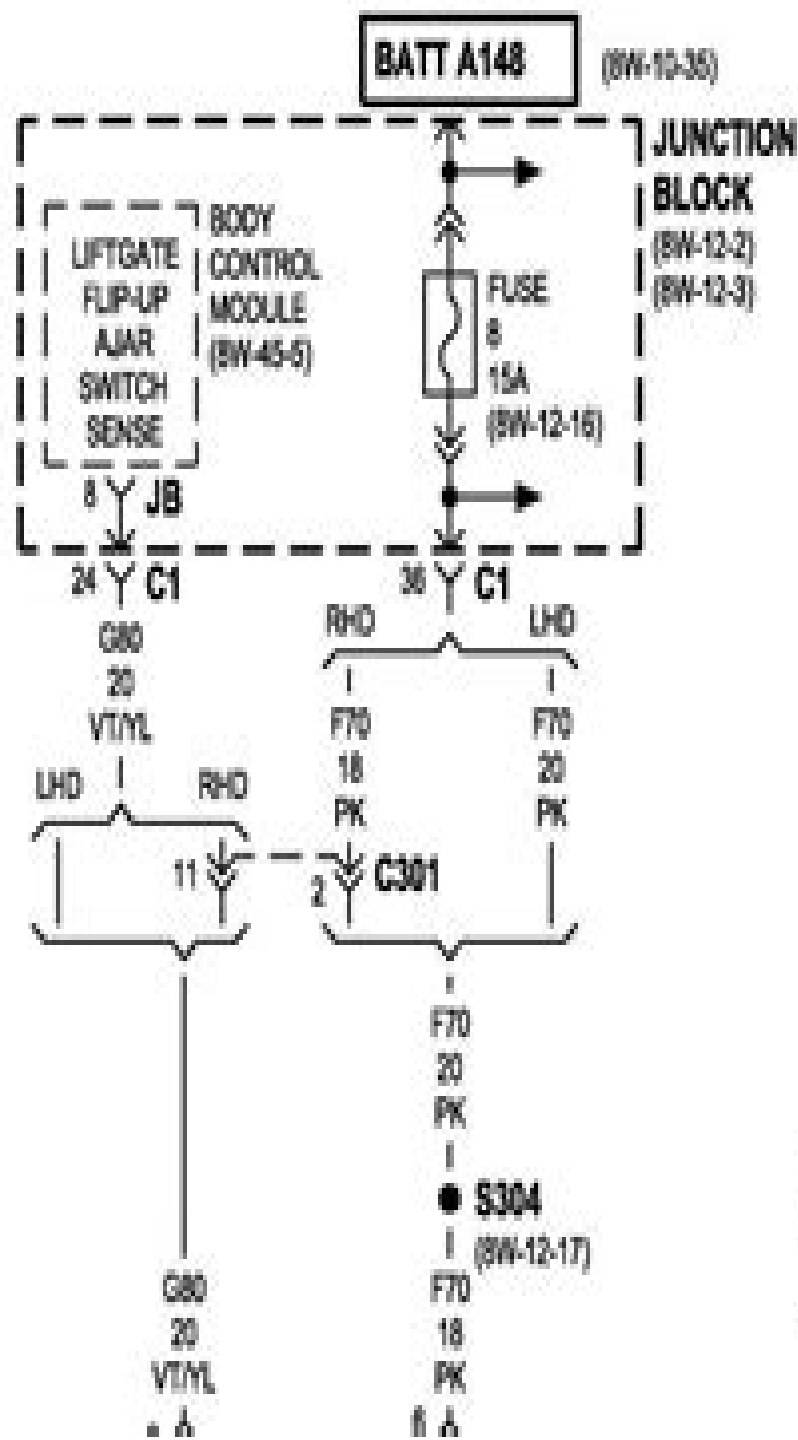 BATT A148
(8W-10-35)
JUNCTION
BLOCK
(8W-12-2)
(8W-12-3)
LIFTGATE
FLIP-UP
AJAR
SWITCH
SENSE
BODY
CONTROL
MODULE
(8W-45-5)
FUSE
8
15A
(8W-12-16)
8 JB
24 C1
36 C1
G80
20
VT/YL
RHD LHD
F70
18
PK
F70
20
PK
LHD RHD
11
2 C301
F70
20
PK
S304
(8W-12-17)
G80
20
VT/YL
F70
18
PK